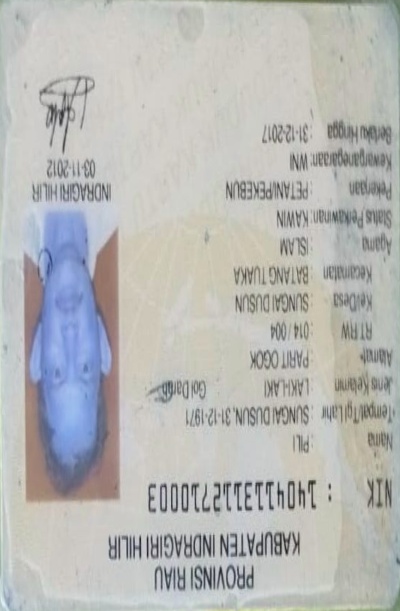 PROVINSI RIAU
KABUPATEN INDRAGIRI HILIR
NIK : 1404113112710003
Nama : PILI
Tempat/Tgl Lahir : SUNGAI DUSUN, 31-12-1971
Jenis Kelamin : LAKI-LAKI Gol Darah
Alamat : PARIT OGOK
RT/RW : 014 / 004
Kel/Desa : SUNGAI DUSUN
Kecamatan : BATANG TUAKA
Agama : ISLAM
Status Perkawinan: KAWIN
Pekerjaan : PETANI/PEKEBUN
Kewarganegaraan: WNI
Berlaku Hingga : 31-12-2017
INDRAGIRI HILIR
03-11-2012